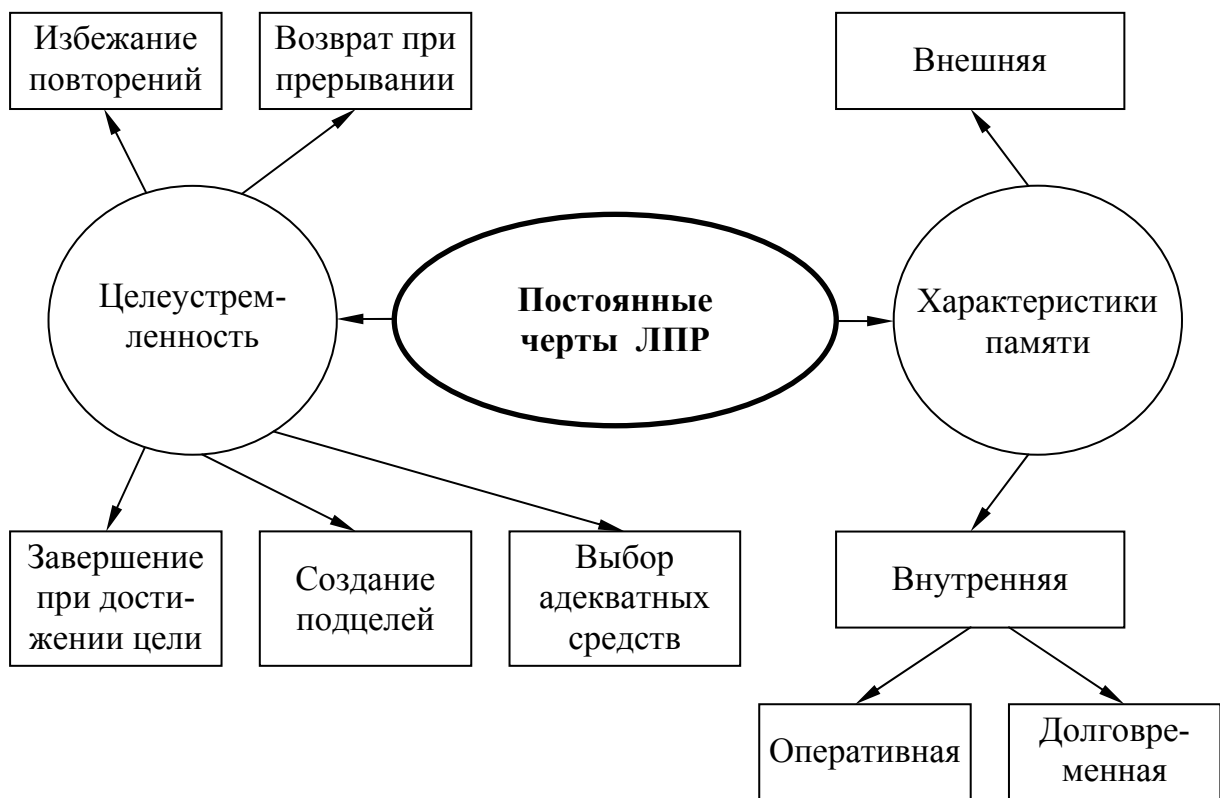 Избежание
повторений
Возврат при
прерывании
Внешняя
Целеустрем-
ленность
Постоянные
черты ЛПР
Характеристики
памяти
Завершение
при дости-
жении цели
Создание
подцелей
Выбор
адекватных
средств
Внутренняя
Оперативная
Долговре-
менная